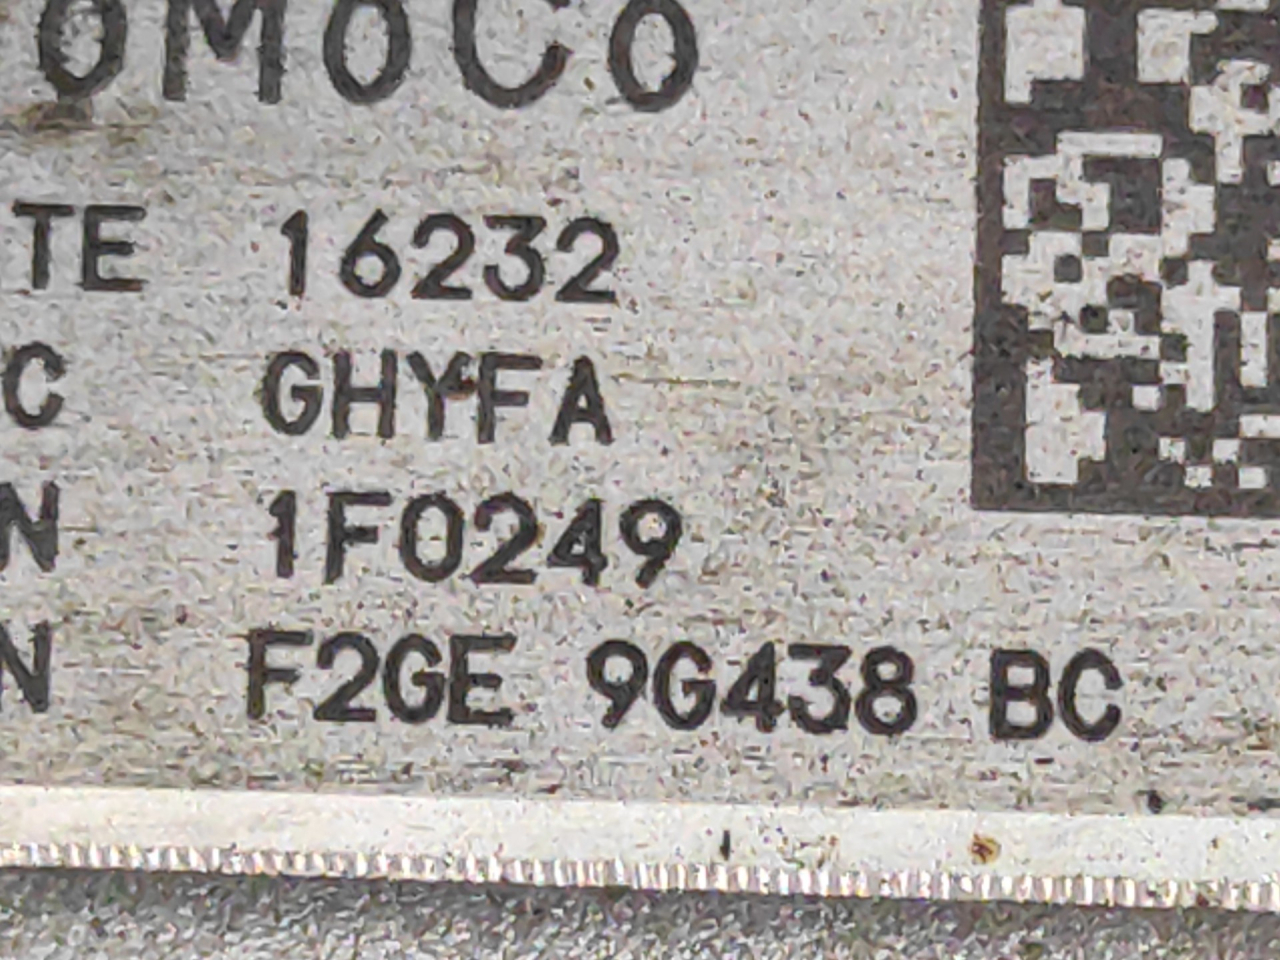 OMOCO
TE 16232
C GHYFA
N 1F0249
N F2GE 9G438 BC